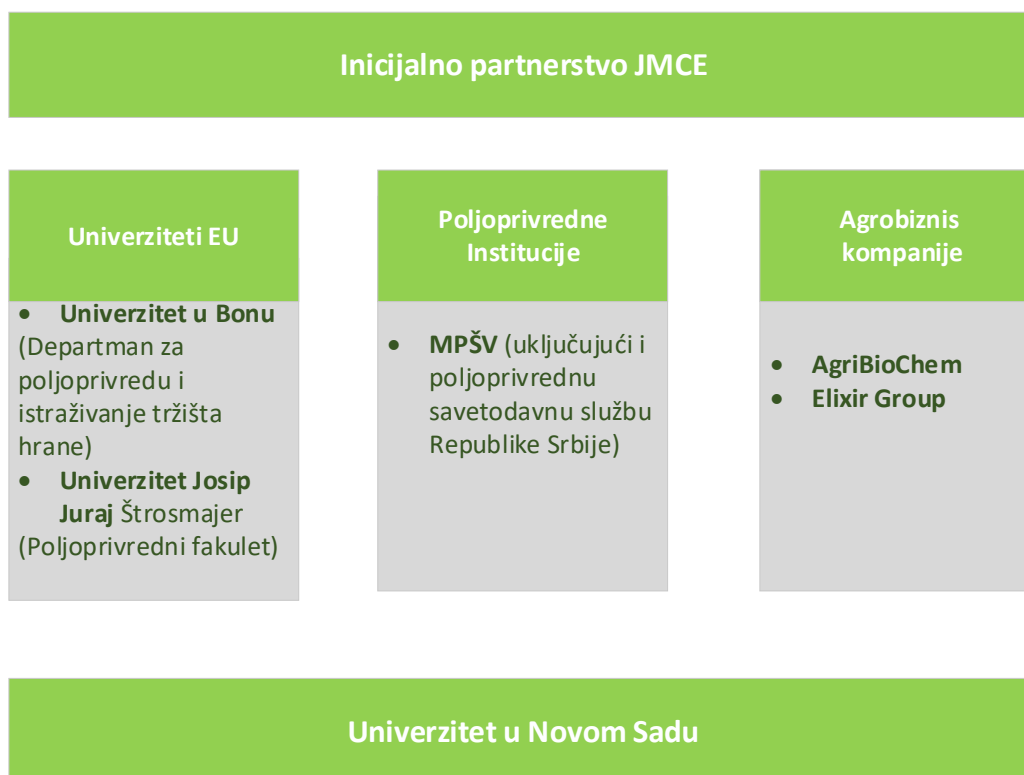 Inicijalno partnerstvo JMCE
Univerziteti EU
• Univerzitet u Bonu
(Departman za
poljoprivredu i
istraživanje tržišta
hrane)
• Univerzitet Josip
Juraj Štrosmajer
(Poljoprivredni fakultet)
Poljoprivredne
Institucije
• MPŠV (uključujući i
poljoprivrednu
savetodavnu službu
Republike Srbije)
Agrobiznis
kompanije
• AgriBioChem
• Elixir Group
Univerzitet u Novom Sadu